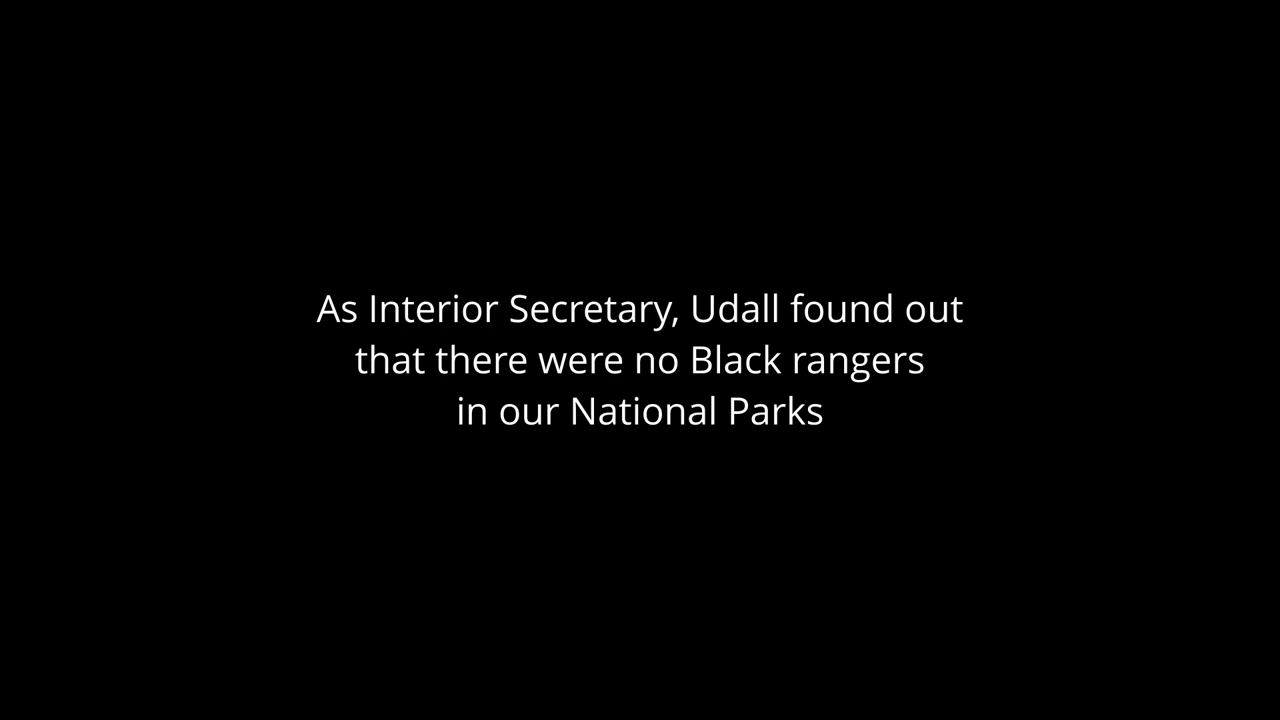 As Interior Secretary, Udall found out
that there were no Black rangers
in our National Parks